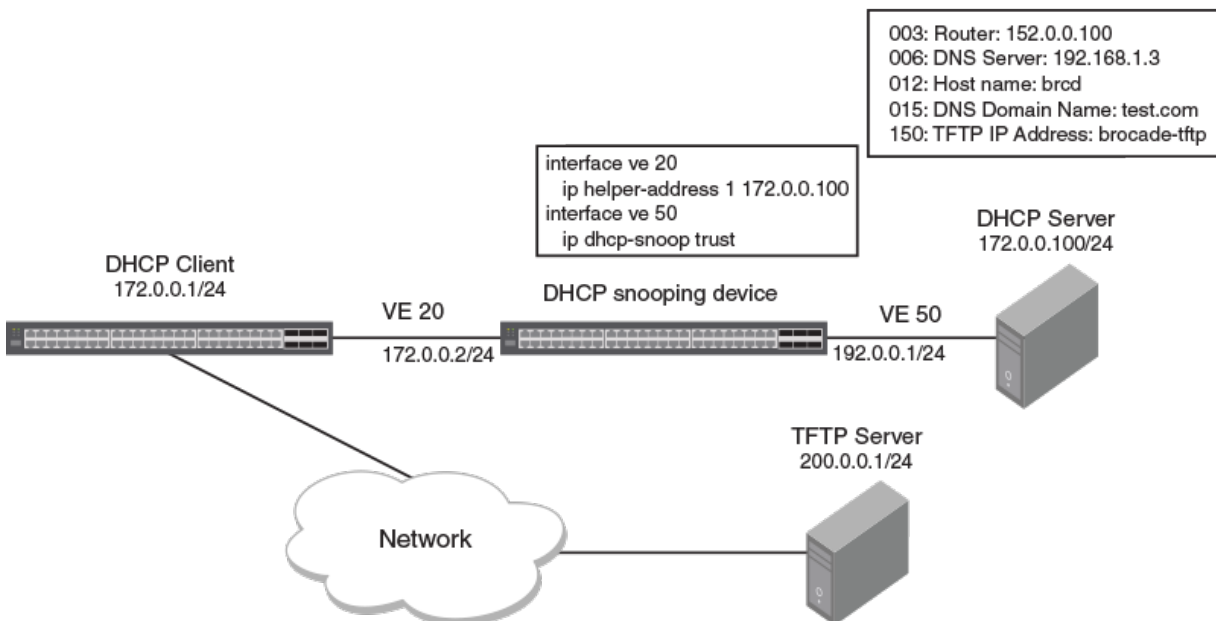 003: Router: 152.0.0.100
006: DNS Server: 192.168.1.3
012: Host name: brcd
015: DNS Domain Name: test.com
150: TFTP IP Address: brocade-tftp
interface ve 20
ip helper-address 1 172.0.0.100
interface ve 50
ip dhcp-snoop trust
DHCP Server
172.0.0.100/24
DHCP Client
172.0.0.1/24
VE 20
172.0.0.2/24
DHCP snooping device
VE 50
192.0.0.1/24
TFTP Server
200.0.0.1/24
Network